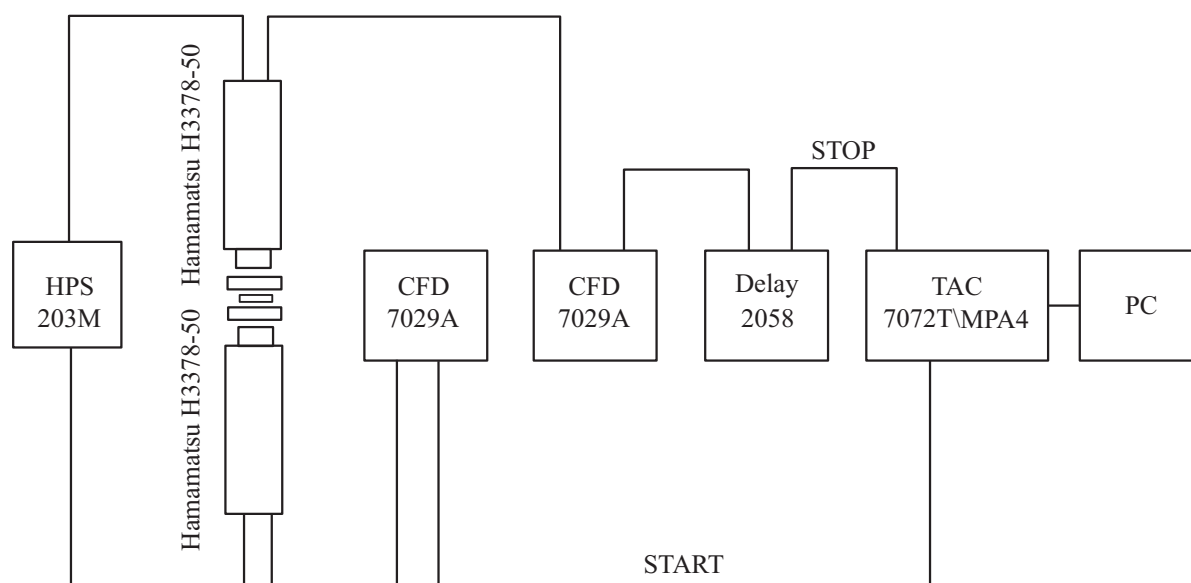 Hamamatsu H3378-50
Hamamatsu H3378-50
HPS
203M
CFD
7029A
CFD
7029A
Delay
2058
STOP
TAC
7072T\MPA4
PC
START